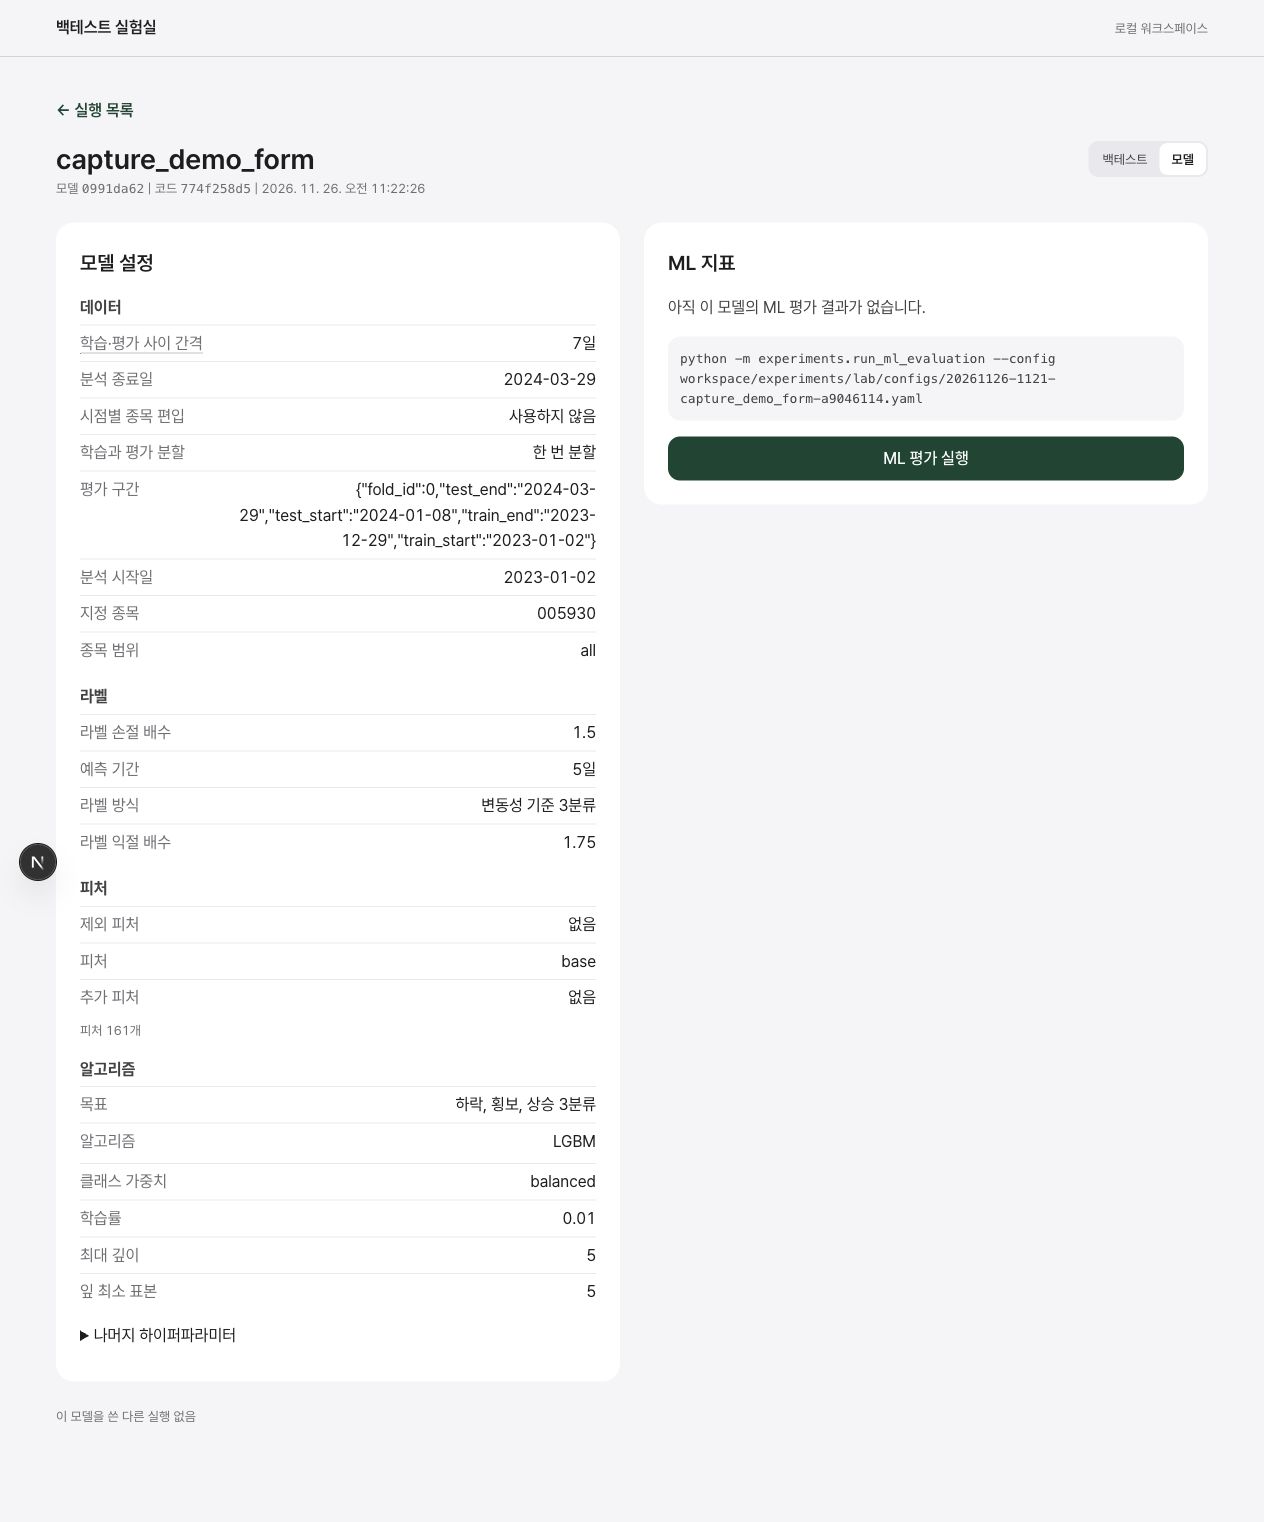 백테스트 실험실
로컬 워크스페이스
← 실행 목록
capture_demo_form
백테스트 모델
모델 0991da62 | 코드 774f258d5 | 2026. 11. 26. 오전 11:22:26
모델 설정
데이터
학습·평가 사이 간격 7일
분석 종료일 2024-03-29
시점별 종목 편입 사용하지 않음
학습과 평가 분할 한 번 분할
평가 구간 {"fold_id":0,"test_end":"2024-03-
29","test_start":"2024-01-08","train_end":"2023-
12-29","train_start":"2023-01-02"}
분석 시작일 2023-01-02
지정 종목 005930
종목 범위 all
라벨
라벨 손절 배수 1.5
예측 기간 5일
라벨 방식 변동성 기준 3분류
라벨 익절 배수 1.75
피처
제외 피처 없음
피처 base
추가 피처 없음
피처 161개
알고리즘
목표 하락, 횡보, 상승 3분류
알고리즘 LGBM
클래스 가중치 balanced
학습률 0.01
최대 깊이 5
잎 최소 표본 5
▶ 나머지 하이퍼파라미터
ML 지표
아직 이 모델의 ML 평가 결과가 없습니다.
python -m experiments.run_ml_evaluation --config
workspace/experiments/lab/configs/20261126-1121-
capture_demo_form-a9046114.yaml
ML 평가 실행
N
이 모델을 쓴 다른 실행 없음